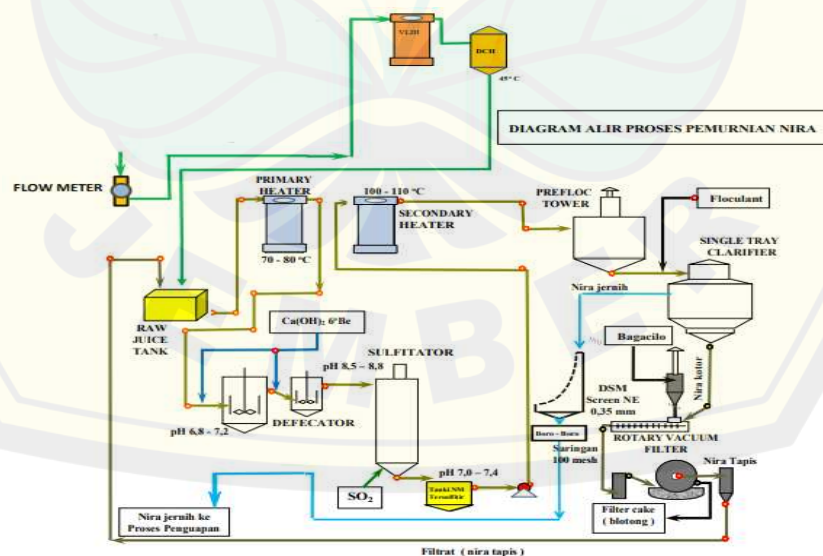 VLJH
DCH
45° C
DIAGRAM ALIR PROSES PEMURNIAN NIRA
FLOW METER
PRIMARY
HEATER
70 - 80 °C
100 - 110 °C
SECONDARY
HEATER
PREFLOC
TOWER
Floculant
SINGLE TRAY
CLARIFIER
Nira jernih
RAW
JUICE
TANK
Ca(OH)₂ 6°Be
pH 8,5 – 8,8
SULFITATOR
Bagacilo
Nira kotor
DSM
Screen NE
0,35 mm
DEFECATOR
pH 6,8 - 7,2
Saringan
100 mesh
ROTARY VACUUM
FILTER
Nira Tapis
pH 7,0 – 7,4
SO₂
Tanki NM
Tersulfitir
Filter cake
( blotong )
Nira jernih ke
Proses Penguapan
Filtrat ( nira tapis )
JEMBER